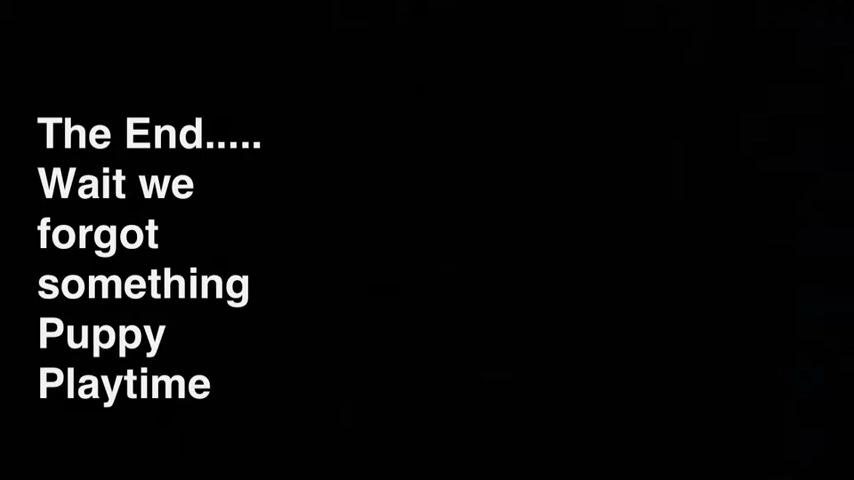 The End.....
Wait we
forgot
something
Puppy
Playtime